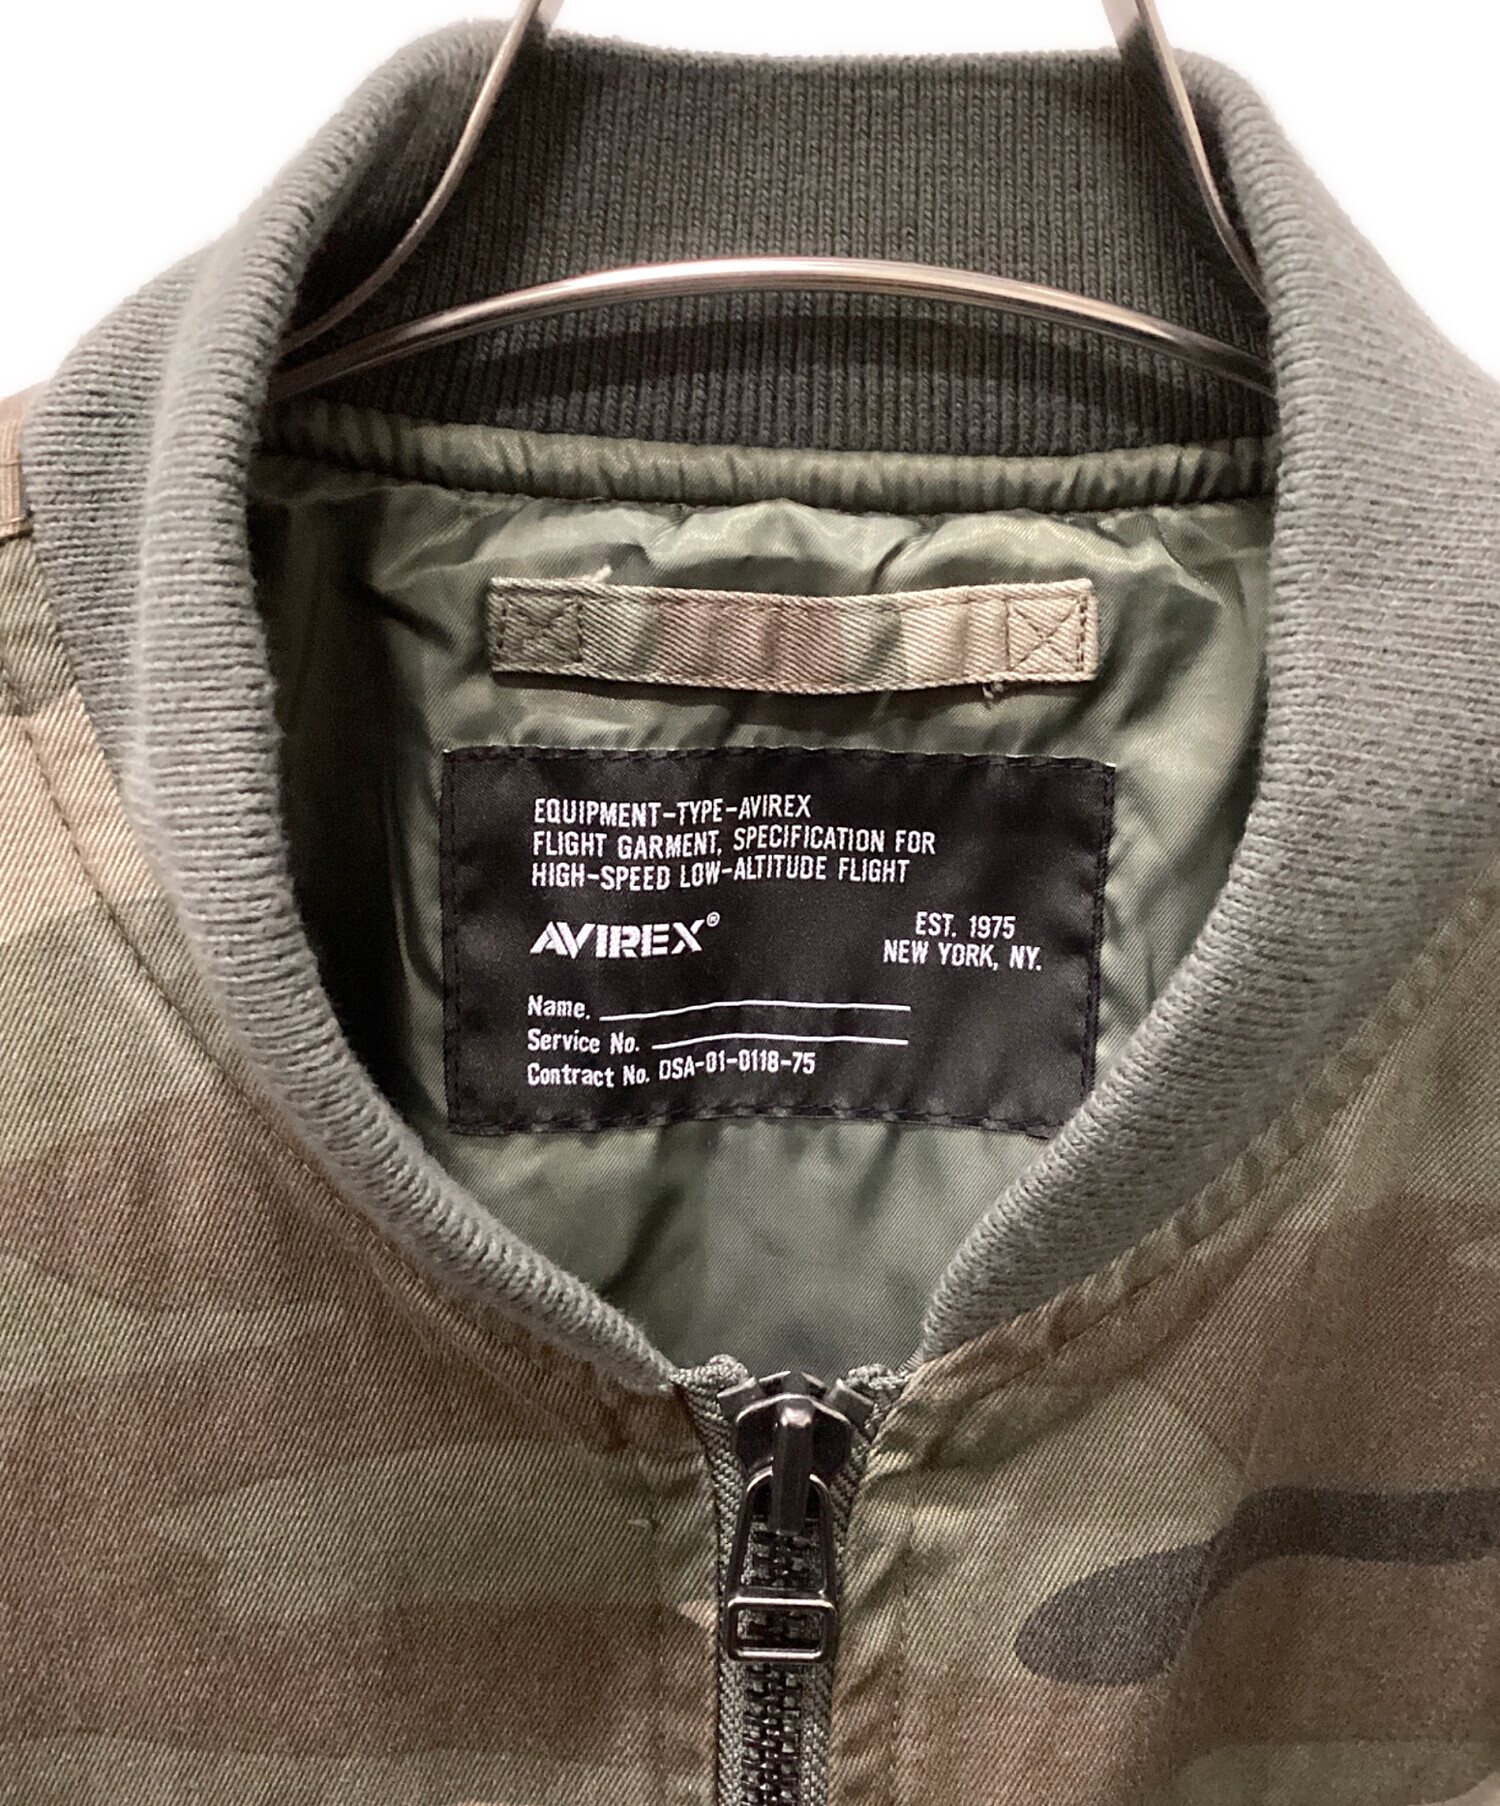 EQUIPMENT-TYPE-AVIREX
FLIGHT GARMENT, SPECIFICATION FOR
HIGH-SPEED LOW-ALTITUDE FLIGHT
AVIREX®
EST. 1975
NEW YORK, NY.
Name.
Service No.
Contract No. DSA-01-0118-75